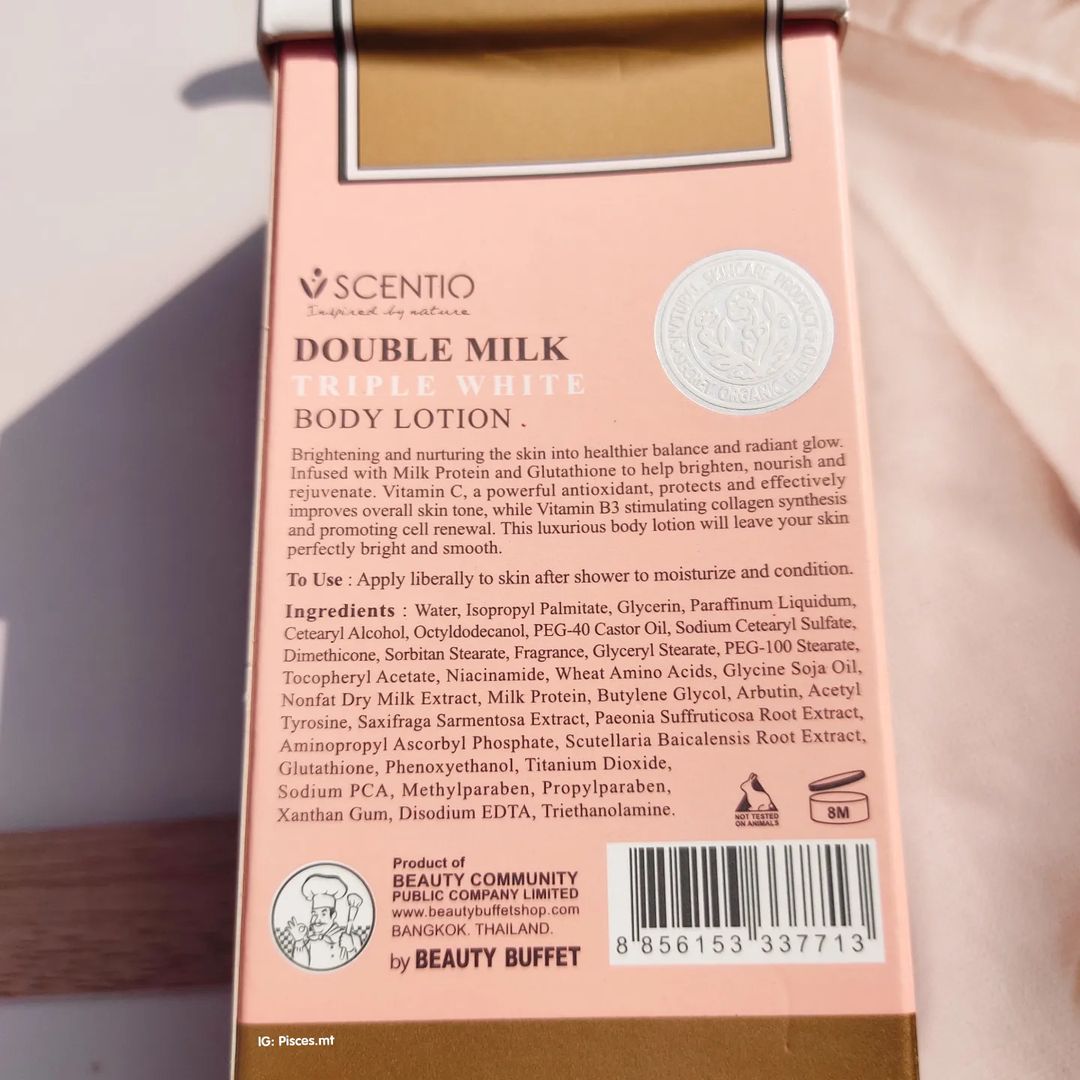 SCENTIO
Inspired by nature
NATURAL SKINCARE PRODUCT
SECRET ORGANIC BLEND
DOUBLE MILK
TRIPLE WHITE
BODY LOTION
Brightening and nurturing the skin into healthier balance and radiant glow.
Infused with Milk Protein and Glutathione to help brighten, nourish and
rejuvenate. Vitamin C, a powerful antioxidant, protects and effectively
improves overall skin tone, while Vitamin B3 stimulating collagen synthesis
and promoting cell renewal. This luxurious body lotion will leave your skin
perfectly bright and smooth.
To Use : Apply liberally to skin after shower to moisturize and condition.
Ingredients : Water, Isopropyl Palmitate, Glycerin, Paraffinum Liquidum,
Cetearyl Alcohol, Octyldodecanol, PEG-40 Castor Oil, Sodium Cetearyl Sulfate,
Dimethicone, Sorbitan Stearate, Fragrance, Glyceryl Stearate, PEG-100 Stearate,
Tocopheryl Acetate, Niacinamide, Wheat Amino Acids, Glycine Soja Oil,
Nonfat Dry Milk Extract, Milk Protein, Butylene Glycol, Arbutin, Acetyl
Tyrosine, Saxifraga Sarmentosa Extract, Paeonia Suffruticosa Root Extract,
Aminopropyl Ascorbyl Phosphate, Scutellaria Baicalensis Root Extract,
Glutathione, Phenoxyethanol, Titanium Dioxide,
Sodium PCA, Methylparaben, Propylparaben,
Xanthan Gum, Disodium EDTA, Triethanolamine.
NOT TESTED
ON ANIMALS
8M
Product of
BEAUTY COMMUNITY
PUBLIC COMPANY LIMITED
www.beautybuffetshop.com
BANGKOK. THAILAND.
by BEAUTY BUFFET
8 856153 337713
IG: Pisces.mt